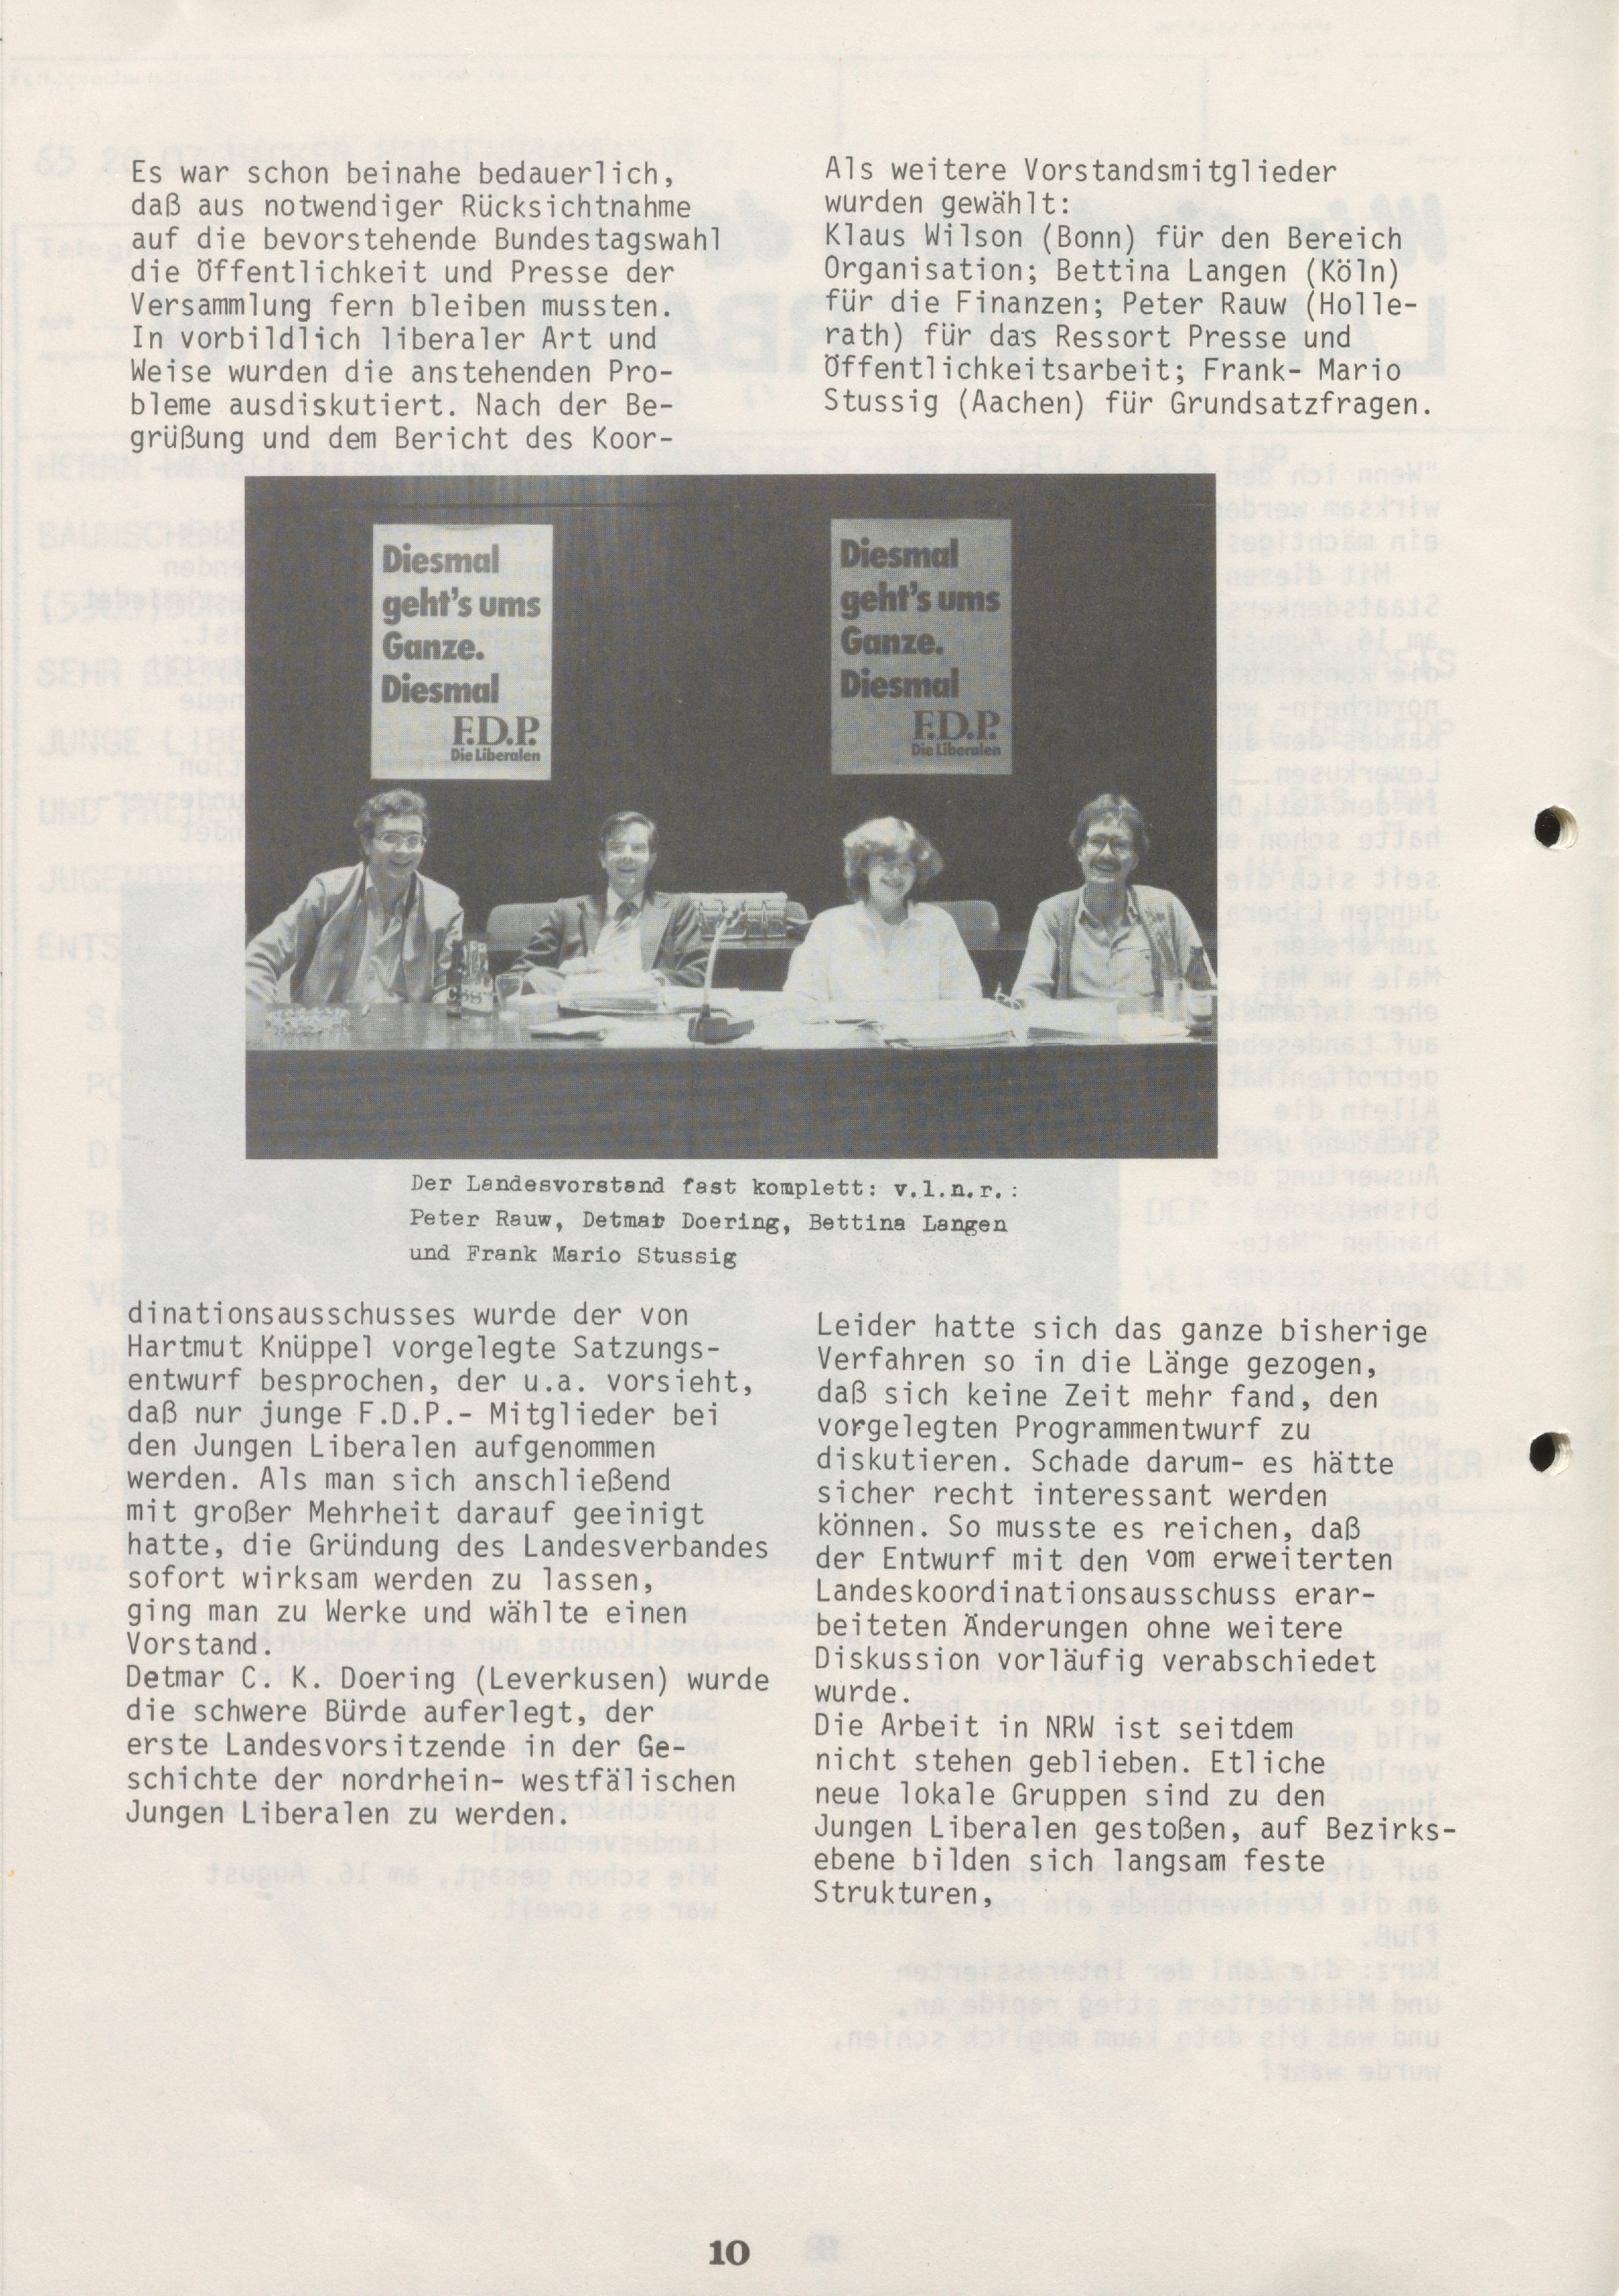 Es war schon beinahe bedauerlich,
daß aus notwendiger Rücksichtnahme
auf die bevorstehende Bundestagswahl
die Öffentlichkeit und Presse der
Versammlung fern bleiben mussten.
In vorbildlich liberaler Art und
Weise wurden die anstehenden Pro-
bleme ausdiskutiert. Nach der Be-
grüßung und dem Bericht des Koor-
Als weitere Vorstandsmitglieder
wurden gewählt:
Klaus Wilson (Bonn) für den Bereich
Organisation; Bettina Langen (Köln)
für die Finanzen; Peter Rauw (Holle-
rath) für das Ressort Presse und
Öffentlichkeitsarbeit; Frank- Mario
Stussig (Aachen) für Grundsatzfragen.
Diesmal
geht's ums
Ganze.
Diesmal
F.D.P.
Die Liberalen
Diesmal
geht's ums
Ganze.
Diesmal
F.D.P.
Die Liberalen
Der Landesvorstand fast komplett: v.l.n.r.:
Peter Rauw, Detmar Doering, Bettina Langen
und Frank Mario Stussig
dinationsausschusses wurde der von
Hartmut Knüppel vorgelegte Satzungs-
entwurf besprochen, der u.a. vorsieht,
daß nur junge F.D.P.- Mitglieder bei
den Jungen Liberalen aufgenommen
werden. Als man sich anschließend
mit großer Mehrheit darauf geeinigt
hatte, die Gründung des Landesverbandes
sofort wirksam werden zu lassen,
ging man zu Werke und wählte einen
Vorstand.
Detmar C. K. Doering (Leverkusen) wurde
die schwere Bürde auferlegt, der
erste Landesvorsitzende in der Ge-
schichte der nordrhein- westfälischen
Jungen Liberalen zu werden.
Leider hatte sich das ganze bisherige
Verfahren so in die Länge gezogen,
daß sich keine Zeit mehr fand, den
vorgelegten Programmentwurf zu
diskutieren. Schade darum- es hätte
sicher recht interessant werden
können. So musste es reichen, daß
der Entwurf mit den vom erweiterten
Landeskoordinationsausschuss erar-
beiteten Änderungen ohne weitere
Diskussion vorläufig verabschiedet
wurde.
Die Arbeit in NRW ist seitdem
nicht stehen geblieben. Etliche
neue lokale Gruppen sind zu den
Jungen Liberalen gestoßen, auf Bezirks-
ebene bilden sich langsam feste
Strukturen,
10